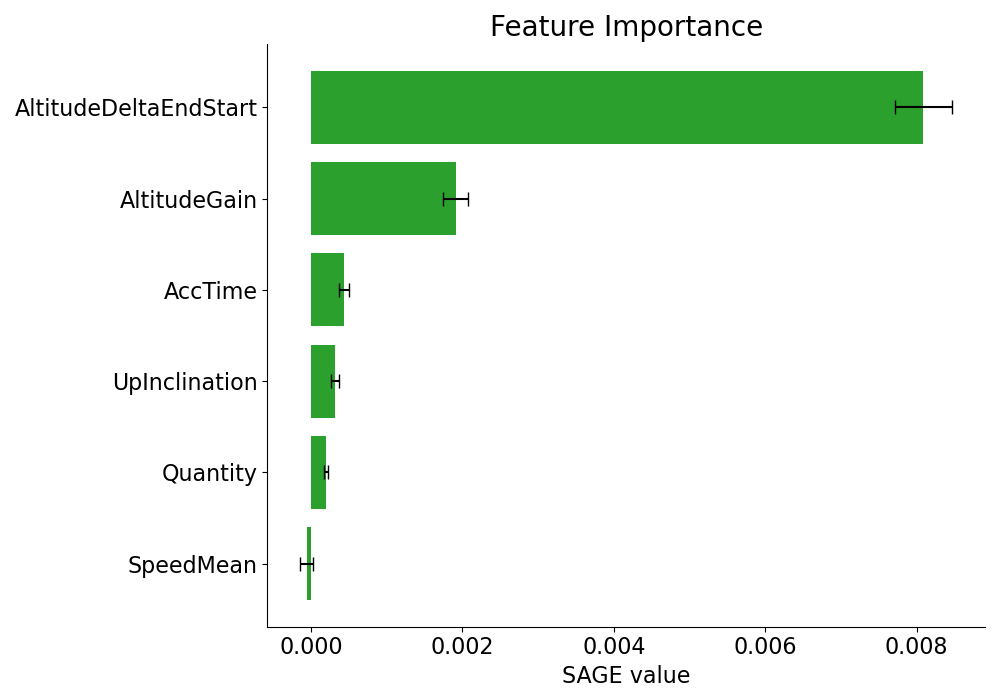 Feature Importance
AltitudeDeltaEndStart
AltitudeGain
AccTime
UpInclination
Quantity
SpeedMean
0.000 0.002 0.004 0.006 0.008
SAGE value